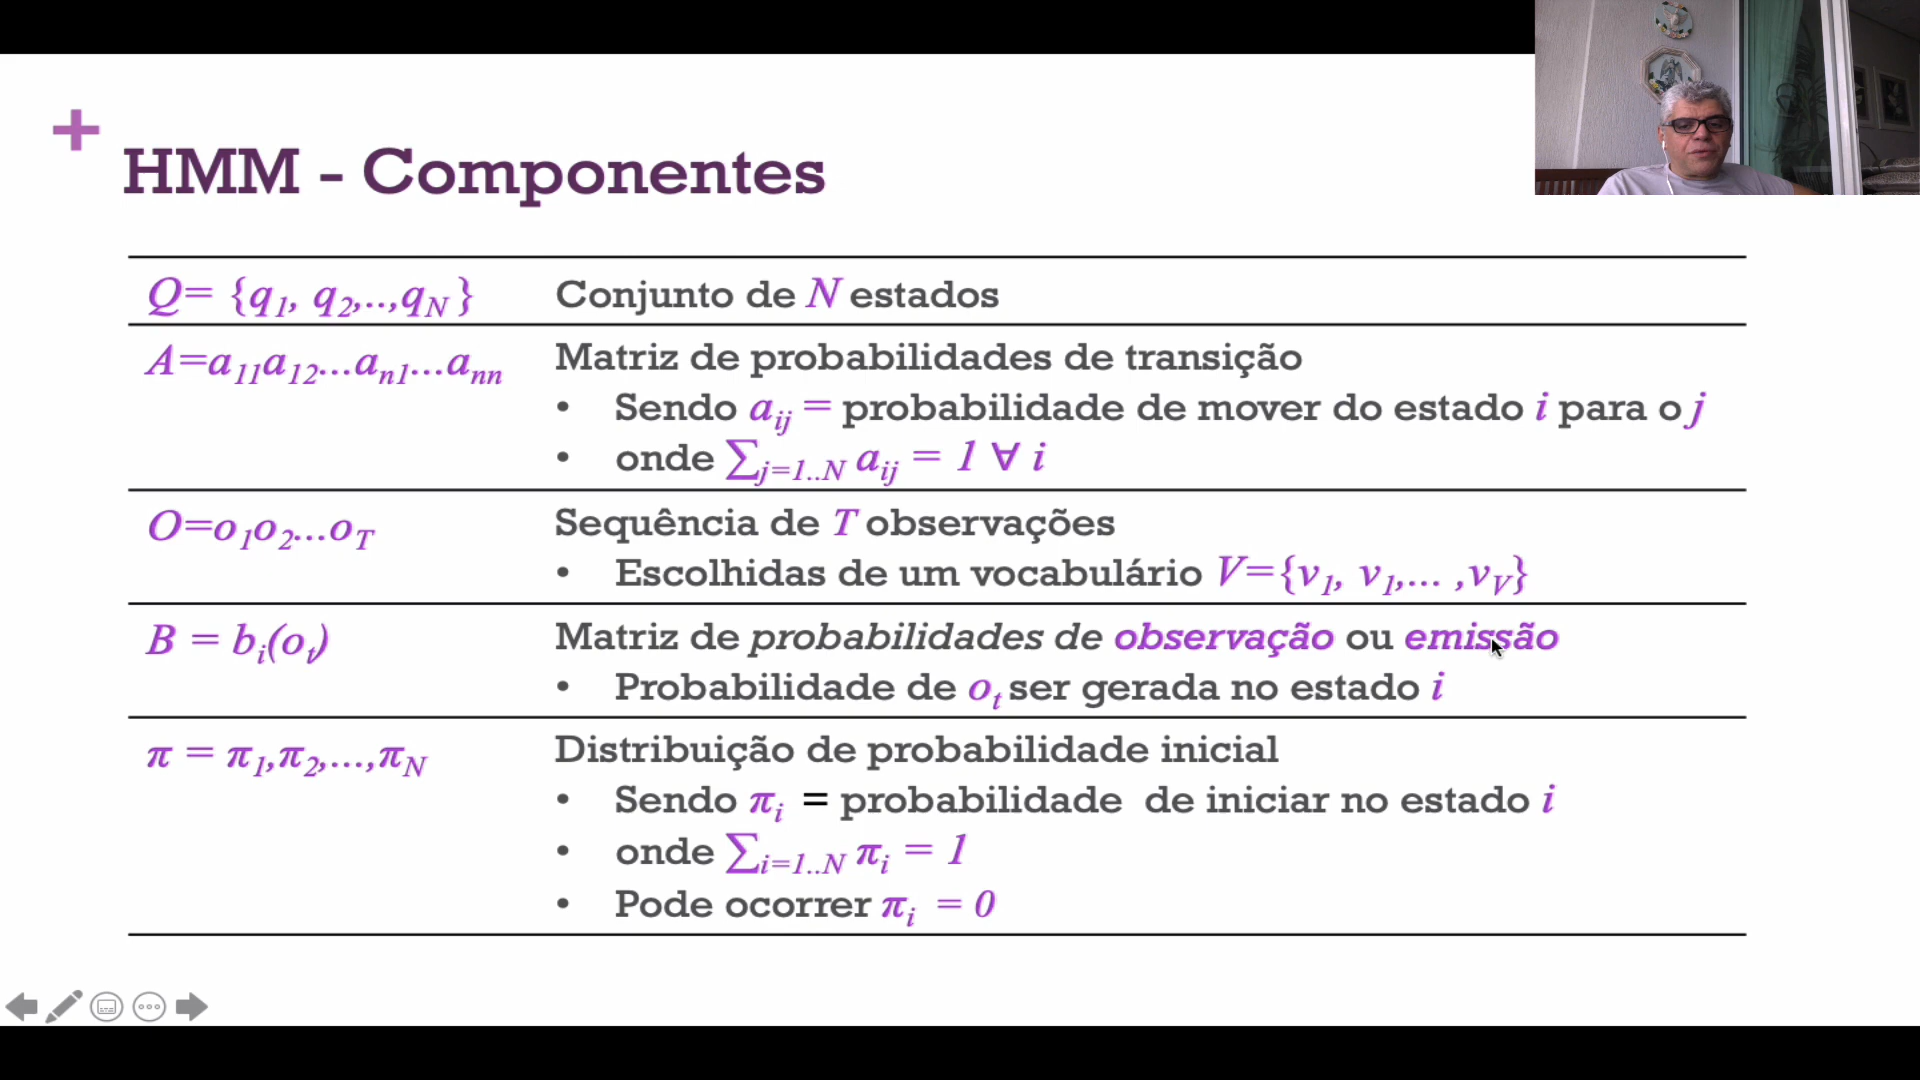 +
HMM - Componentes
Q= {q1, q2,..,qN } Conjunto de N estados
A=a11a12...an1...ann Matriz de probabilidades de transição
• Sendo aij = probabilidade de mover do estado i para o j
• onde ∑j=1..N aij = 1 ∀ i
O=o1o2...oT Sequência de T observações
• Escolhidas de um vocabulário V={v1, v1,... ,vV}
B = bi(ot) Matriz de probabilidades de observação ou emissão
• Probabilidade de ot ser gerada no estado i
π = π1,π2,...,πN Distribuição de probabilidade inicial
• Sendo πi = probabilidade de iniciar no estado i
• onde ∑i=1..N πi = 1
• Pode ocorrer πi = 0